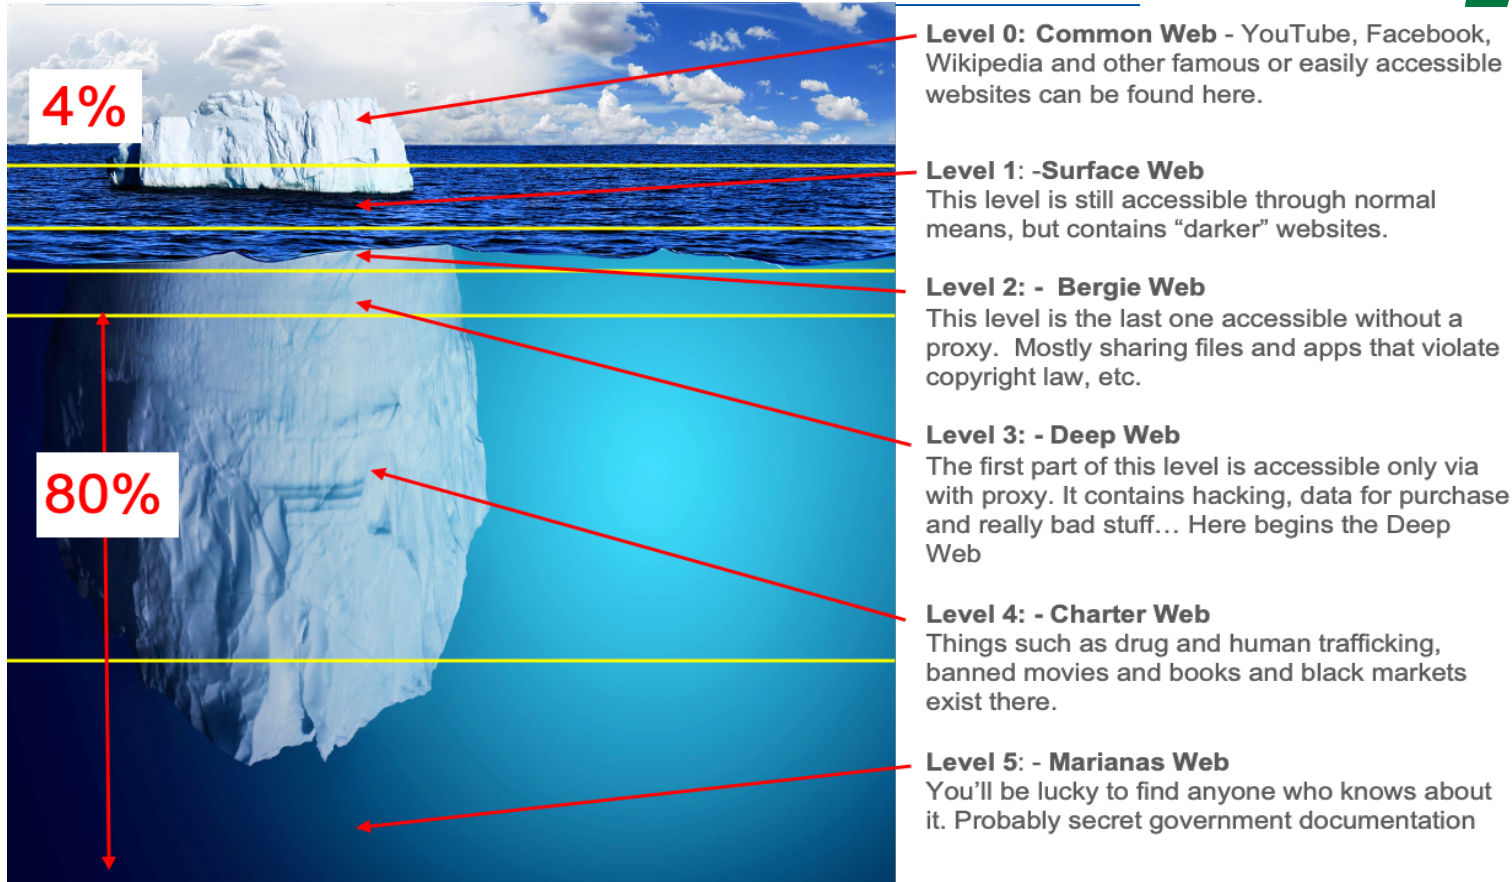 4%
80%
Level 0: Common Web - YouTube, Facebook,
Wikipedia and other famous or easily accessible
websites can be found here.
Level 1: -Surface Web
This level is still accessible through normal
means, but contains “darker” websites.
Level 2: - Bergie Web
This level is the last one accessible without a
proxy. Mostly sharing files and apps that violate
copyright law, etc.
Level 3: - Deep Web
The first part of this level is accessible only via
with proxy. It contains hacking, data for purchase
and really bad stuff... Here begins the Deep
Web
Level 4: - Charter Web
Things such as drug and human trafficking,
banned movies and books and black markets
exist there.
Level 5: - Marianas Web
You’ll be lucky to find anyone who knows about
it. Probably secret government documentation